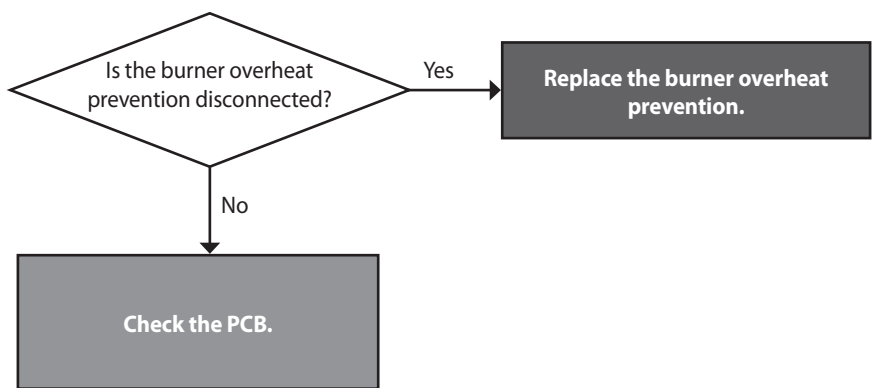 Is the burner overheat
prevention disconnected?
Yes
Replace the burner overheat
prevention.
No
Check the PCB.